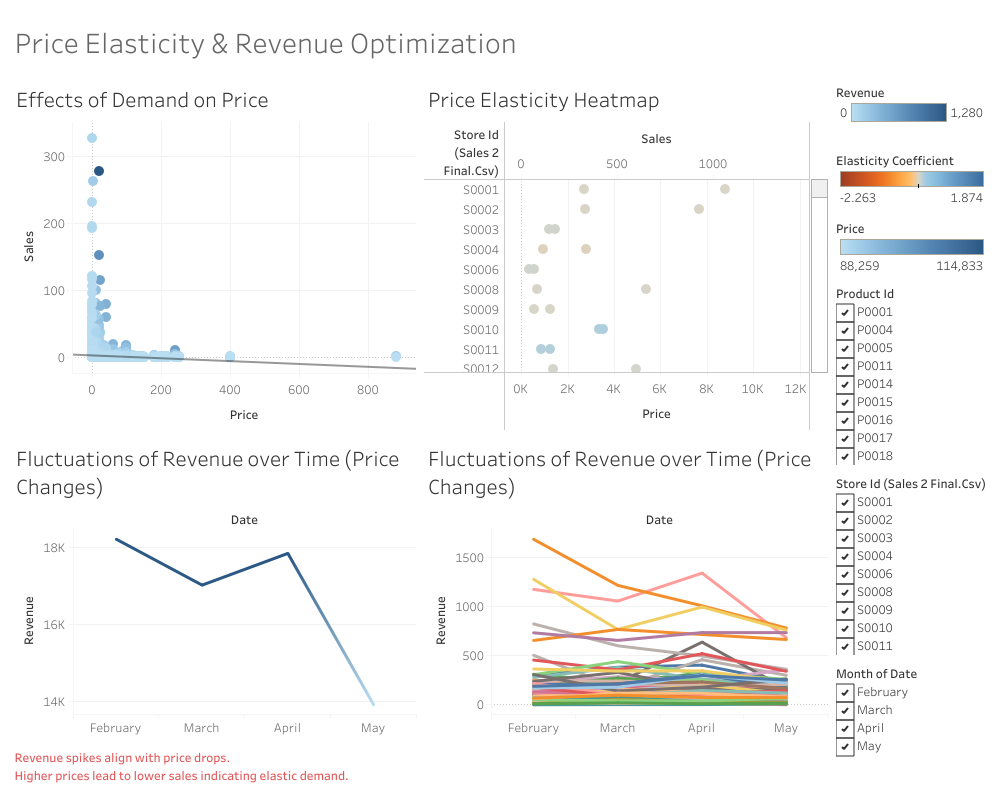 Price Elasticity & Revenue Optimization
Effects of Demand on Price
Sales
300
200
100
0
0
200
400
600
800
Price
Price Elasticity Heatmap
Store Id
(Sales 2
Final.Csv)
Sales
0
500
1000
S0001
S0002
S0003
S0004
S0006
S0008
S0009
S0010
S0011
S0012
0K
2K
4K
6K
8K
10K
12K
Price
Revenue
0
1,280
Elasticity Coefficient
-2.263
1.874
Price
88,259
114,833
Product Id
P0001
P0004
P0005
P0011
P0014
P0015
P0016
P0017
P0018
Store Id (Sales 2 Final.Csv)
S0001
S0002
S0003
S0004
S0006
S0008
S0009
S0010
S0011
Month of Date
February
March
April
May
Fluctuations of Revenue over Time (Price
Changes)
Date
Revenue
18K
16K
14K
February
March
April
May
Fluctuations of Revenue over Time (Price
Changes)
Date
Revenue
1500
1000
500
0
February
March
April
May
Revenue spikes align with price drops.
Higher prices lead to lower sales indicating elastic demand.